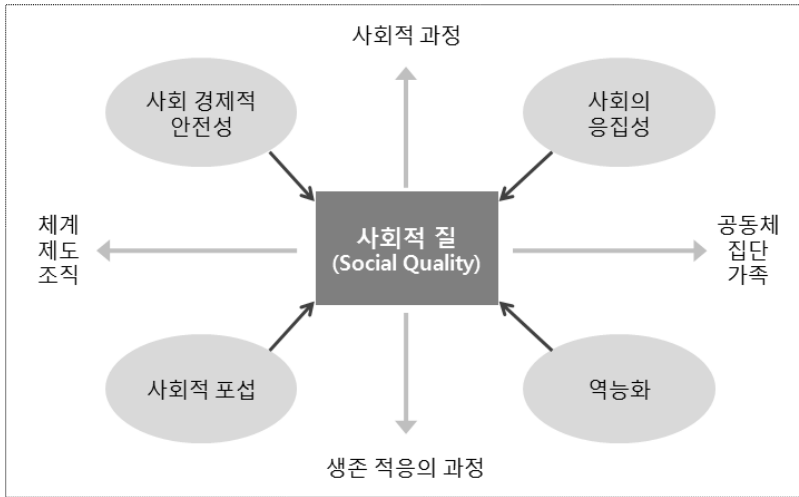 사회적 과정
사회 경제적
안전성
사회의
응집성
체계
제도
조직
사회적 질
(Social Quality)
공동체
집단
가족
사회적 포섭
역능화
생존 적응의 과정